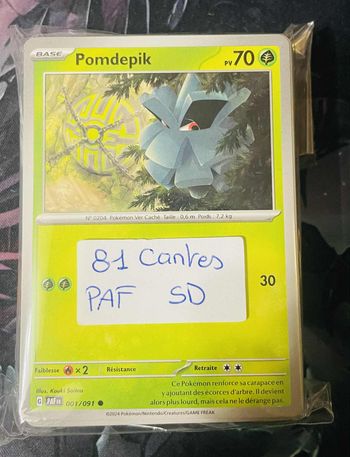 BASE Pomdepik PV 70
N° 0204 Pokémon Ver Caché Taille : 0,6 m Poids : 7,2 kg
81 Cartes
PAF SD
30
Faiblesse × 2 Résistance Retraite
Illus. Kouki Saitou
Ce Pokémon renforce sa carapace en
y ajoutant des écorces d'arbre. Il devient
alors plus lourd, mais cela ne le dérange pas.
G PAF FR 001/091
©2024 Pokémon/Nintendo/Creatures/GAME FREAK